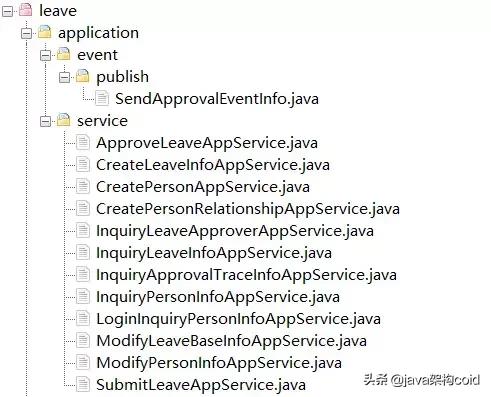 leave
application
event
publish
SendApprovalEventInfo.java
service
ApproveLeaveAppService.java
CreateLeaveInfoAppService.java
CreatePersonAppService.java
CreatePersonRelationshipAppService.java
InquiryLeaveApproverAppService.java
InquiryLeaveInfoAppService.java
InquiryApprovalTraceInfoAppService.java
InquiryPersonInfoAppService.java
LoginInquiryPersonInfoAppService.java
ModifyLeaveBaseInfoAppService.java
ModifyPersonInfoAppService.java
SubmitLeaveAppService.java
头条 @java架构coid